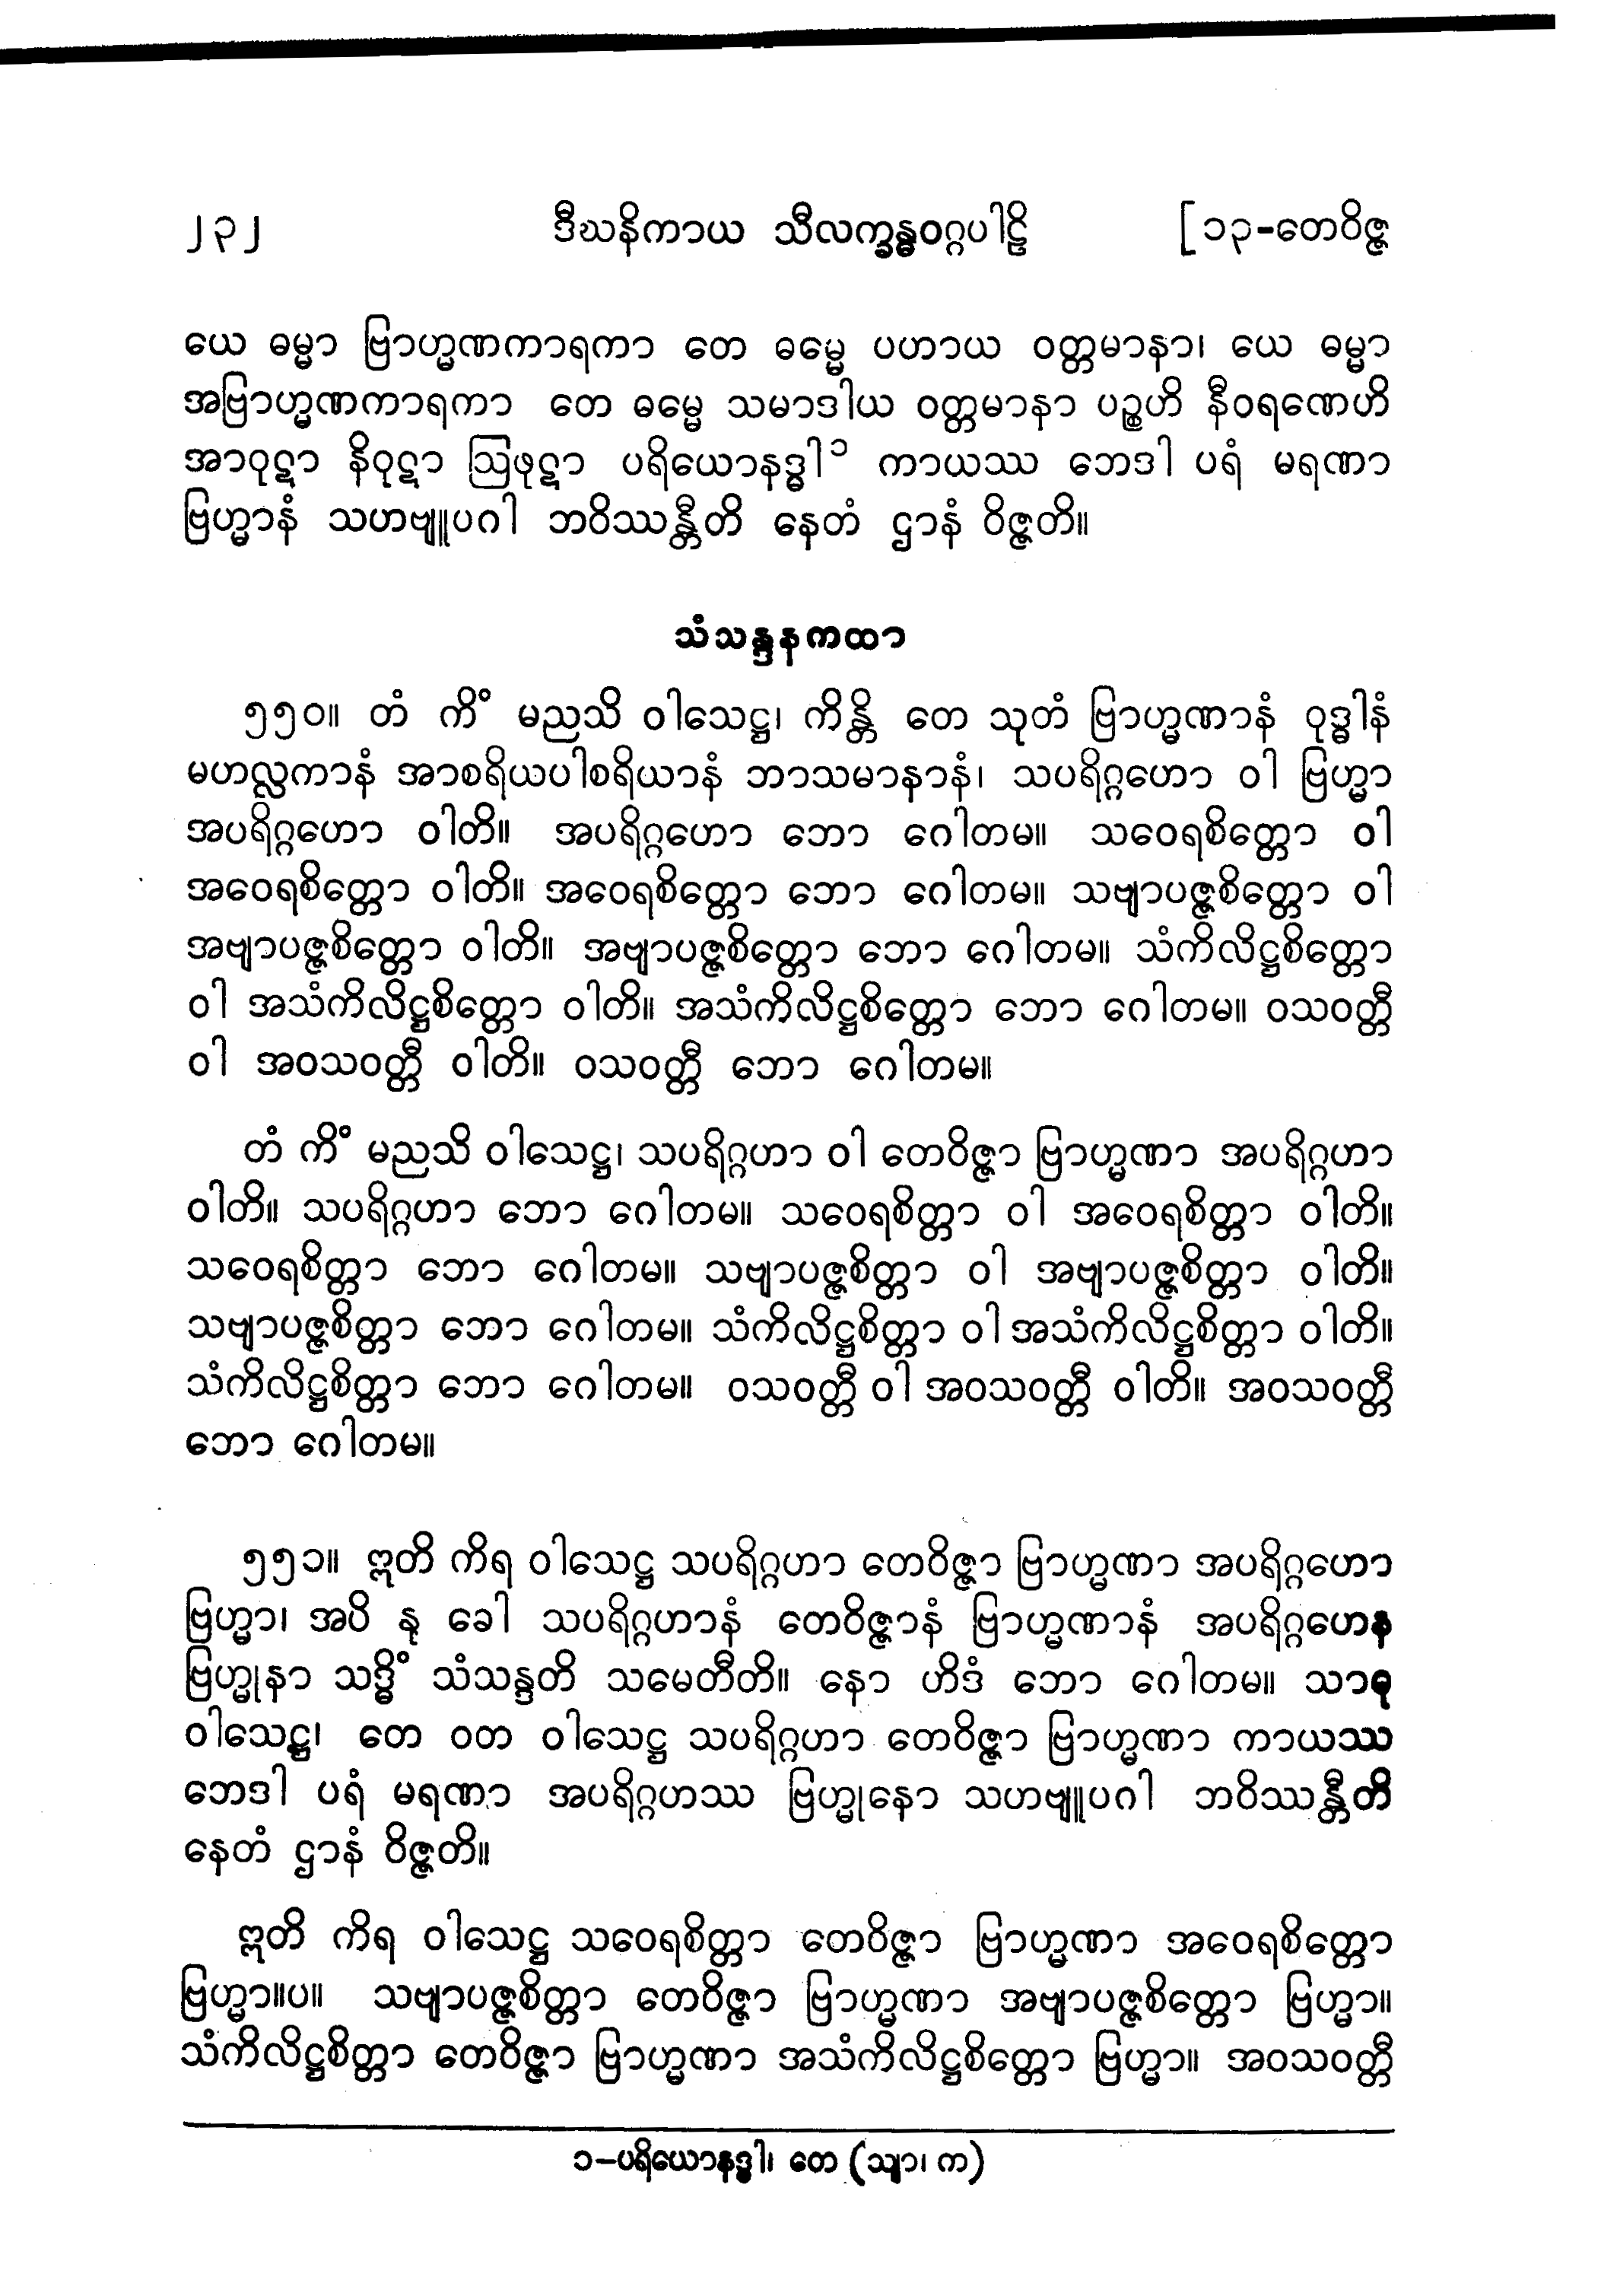 ၂၃၂ ဒီဃနိကာယ သီလက္ခန္ဓဝဂ္ဂပါဠိ [၁၃-တေဝိဇ္ဇ
ယေ ဓမ္မာ ဗြာဟ္မဏကာရကာ တေ ဓမ္မေ ပဟာယ ဝတ္တမာနာ၊ ယေ ဓမ္မာ
အဗြာဟ္မဏကာရကာ တေ ဓမ္မေ သမာဒါယ ဝတ္တမာနာ ပဉ္စဟိ နီဝရဏေဟိ
အာဝုဋာ နိဝုဋာ ဩဖုဋာ ပရိယောနဒ္ဓါ၁ ကာယဿ ဘေဒါ ပရံ မရဏာ
ဗြဟ္မာနံ သဟဗျူပဂါ ဘဝိဿန္တီတိ နေတံ ဌာနံ ဝိဇ္ဇတိ။
သံသန္ဒနကထာ
၅၅၀။ တံ ကိံ မညသိ ဝါသေဋ္ဌ၊ ကိန္တိ တေ သုတံ ဗြာဟ္မဏာနံ ဝုဒ္ဓါနံ
မဟလ္လကာနံ အာစရိယပါစရိယာနံ ဘာသမာနာနံ၊ သပရိဂ္ဂဟော ဝါ ဗြဟ္မာ
အပရိဂ္ဂဟော ဝါတိ။ အပရိဂ္ဂဟော ဘော ဂေါတမ။ သဝေရစိတ္တော ဝါ
အဝေရစိတ္တော ဝါတိ။ အဝေရစိတ္တော ဘော ဂေါတမ။ သဗျာပဇ္ဇစိတ္တော ဝါ
အဗျာပဇ္ဇစိတ္တော ဝါတိ။ အဗျာပဇ္ဇစိတ္တော ဘော ဂေါတမ။ သံကိလိဋ္ဌစိတ္တော
ဝါ အသံကိလိဋ္ဌစိတ္တော ဝါတိ။ အသံကိလိဋ္ဌစိတ္တော ဘော ဂေါတမ။ ဝသဝတ္တီ
ဝါ အဝသဝတ္တီ ဝါတိ။ ဝသဝတ္တီ ဘော ဂေါတမ။
တံ ကိံ မညသိ ဝါသေဋ္ဌ၊ သပရိဂ္ဂဟာ ဝါ တေဝိဇ္ဇာ ဗြာဟ္မဏာ အပရိဂ္ဂဟာ
ဝါတိ။ သပရိဂ္ဂဟာ ဘော ဂေါတမ။ သဝေရစိတ္တာ ဝါ အဝေရစိတ္တာ ဝါတိ။
သဝေရစိတ္တာ ဘော ဂေါတမ။ သဗျာပဇ္ဇစိတ္တာ ဝါ အဗျာပဇ္ဇစိတ္တာ ဝါတိ။
သဗျာပဇ္ဇစိတ္တာ ဘော ဂေါတမ။ သံကိလိဋ္ဌစိတ္တာ ဝါ အသံကိလိဋ္ဌစိတ္တာ ဝါတိ။
သံကိလိဋ္ဌစိတ္တာ ဘော ဂေါတမ။ ဝသဝတ္တီ ဝါ အဝသဝတ္တီ ဝါတိ။ အဝသဝတ္တီ
ဘော ဂေါတမ။
၅၅၁။ ဣတိ ကိရ ဝါသေဋ္ဌ သပရိဂ္ဂဟာ တေဝိဇ္ဇာ ဗြာဟ္မဏာ အပရိဂ္ဂဟော
ဗြဟ္မာ၊ အပိ နု ခေါ သပရိဂ္ဂဟာနံ တေဝိဇ္ဇာနံ ဗြာဟ္မဏာနံ အပရိဂ္ဂဟေန
ဗြဟ္မုနာ သဒ္ဓိံ သံသန္ဒတိ သမေတီတိ။ နော ဟိဒံ ဘော ဂေါတမ။ သာဓု
ဝါသေဋ္ဌ၊ တေ ဝတ ဝါသေဋ္ဌ သပရိဂ္ဂဟာ တေဝိဇ္ဇာ ဗြာဟ္မဏာ ကာယဿ
ဘေဒါ ပရံ မရဏာ အပရိဂ္ဂဟဿ ဗြဟ္မုနော သဟဗျူပဂါ ဘဝိဿန္တီတိ
နေတံ ဌာနံ ဝိဇ္ဇတိ။
ဣတိ ကိရ ဝါသေဋ္ဌ သဝေရစိတ္တာ တေဝိဇ္ဇာ ဗြာဟ္မဏာ အဝေရစိတ္တော
ဗြဟ္မာ။ပ။ သဗျာပဇ္ဇစိတ္တာ တေဝိဇ္ဇာ ဗြာဟ္မဏာ အဗျာပဇ္ဇစိတ္တော ဗြဟ္မာ။
သံကိလိဋ္ဌစိတ္တာ တေဝိဇ္ဇာ ဗြာဟ္မဏာ အသံကိလိဋ္ဌစိတ္တော ဗြဟ္မာ။ အဝသဝတ္တီ
၁-ပရိယောနဒ္ဓါ၊ တေ (သျာ၊ က)